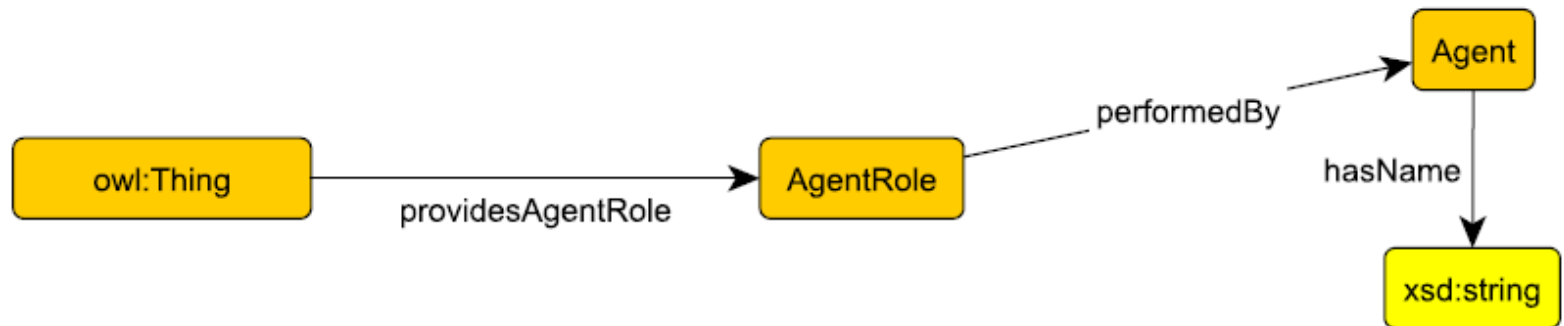 Agent
performedBy
hasName
owl:Thing
AgentRole
providesAgentRole
xsd:string